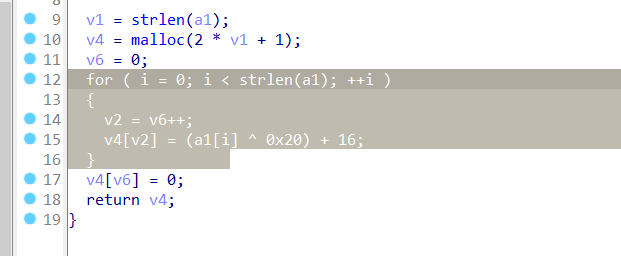 9 v1 = strlen(a1);
10 v4 = malloc(2 * v1 + 1);
11 v6 = 0;
12 for ( i = 0; i < strlen(a1); ++i )
13 {
14 v2 = v6++;
15 v4[v2] = (a1[i] ^ 0x20) + 16;
16 }
17 v4[v6] = 0;
18 return v4;
19 }